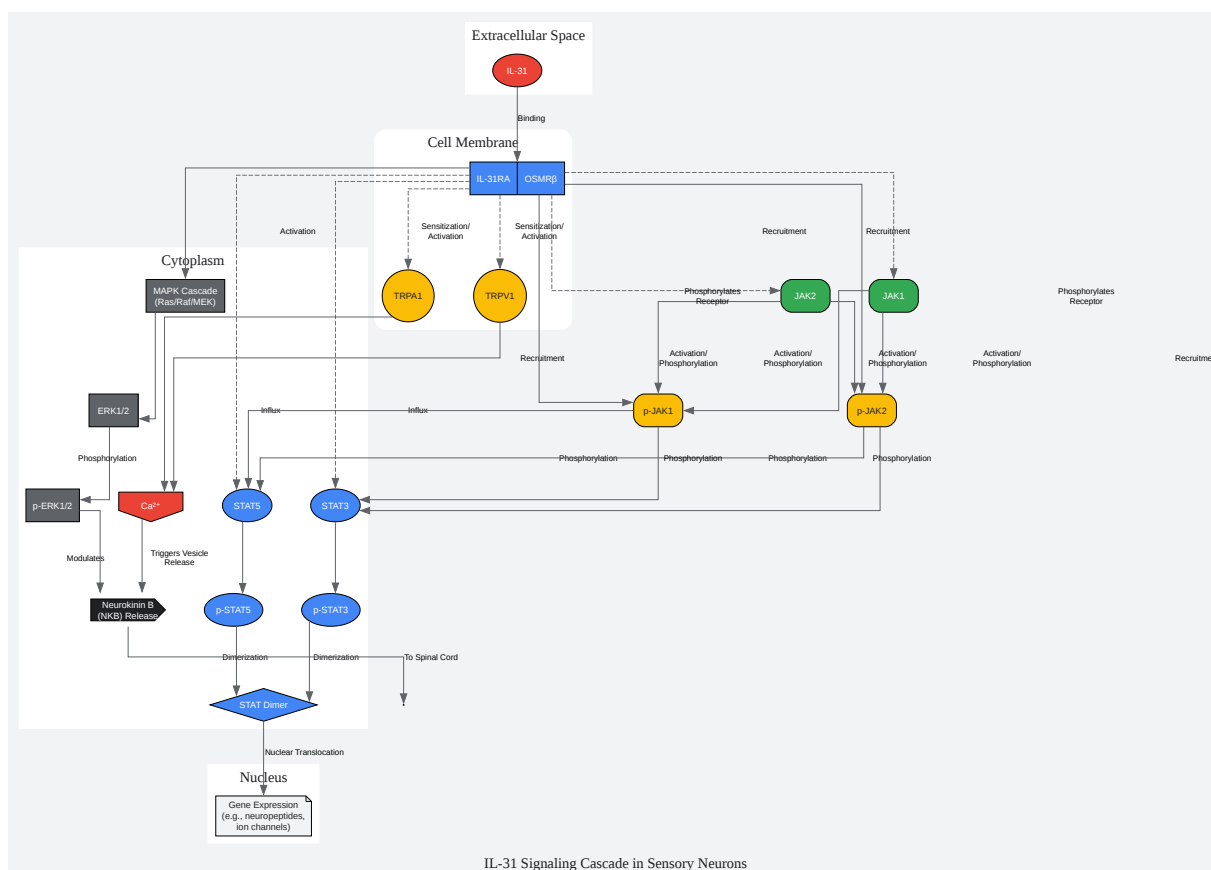 Extracellular Space
IL-31
Binding
Cell Membrane
IL-31RA
OSMRβ
Activation
Sensitization/
Activation
Sensitization/
Activation
Recruitment
Recruitment
Cytoplasm
MAPK Cascade
(Ras/Raf/MEK)
TRPA1
TRPV1
Phosphorylates
Receptor
JAK2
JAK1
Phosphorylates
Receptor
Recruitment
Activation/
Phosphorylation
Activation/
Phosphorylation
Activation/
Phosphorylation
Activation/
Phosphorylation
Recruitme
ERK1/2
Influx
Influx
p-JAK1
p-JAK2
Phosphorylation
Phosphorylation
Phosphorylation
Phosphorylation
Phosphorylation
p-ERK1/2
Ca²⁺
STAT5
STAT3
Modulates
Triggers Vesicle
Release
Neurokinin B
(NKB) Release
p-STAT5
p-STAT3
Dimerization
Dimerization
To Spinal Cord
STAT Dimer
Nuclear Translocation
Nucleus
Gene Expression
(e.g., neuropeptides,
ion channels)
IL-31 Signaling Cascade in Sensory Neurons